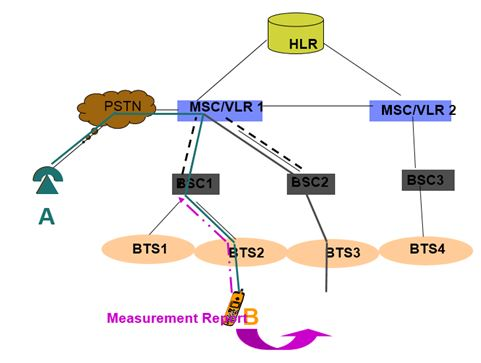 HLR
PSTN
MSC/VLR 1
MSC/VLR 2
A
BSC1
BSC2
BSC3
BTS1
BTS2
BTS3
BTS4
Measurement Report
B